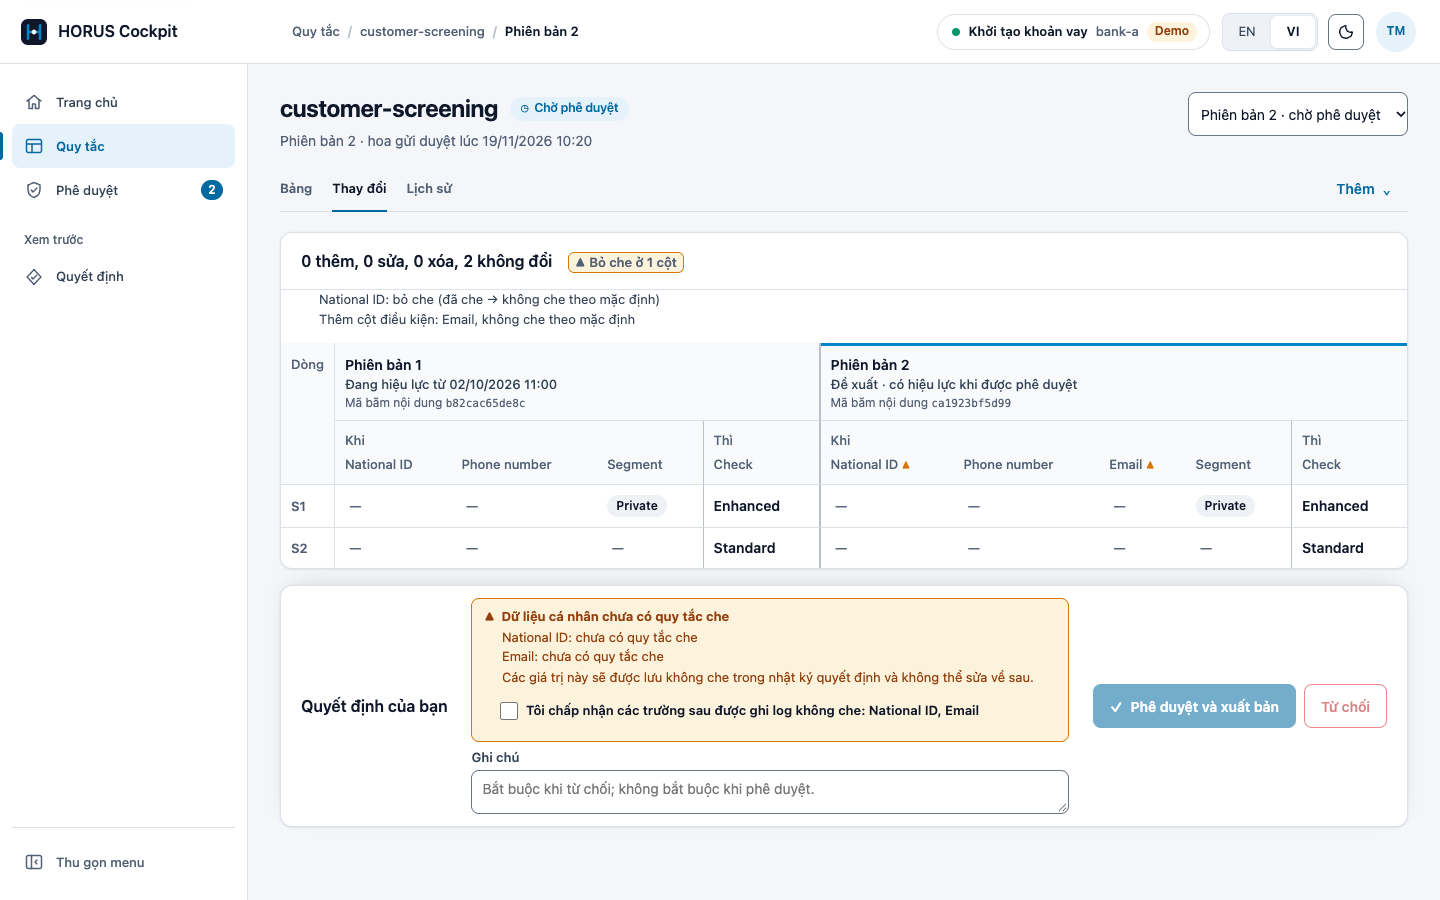 HORUS Cockpit
Quy tắc / customer-screening / Phiên bản 2
Khởi tạo khoản vay bank-a Demo
EN VI
TM
Trang chủ
Quy tắc
Phê duyệt 2
Xem trước
Quyết định
Thu gọn menu
customer-screening Chờ phê duyệt
Phiên bản 2 · hoa gửi duyệt lúc 19/11/2026 10:20
Phiên bản 2 · chờ phê duyệt
Bảng Thay đổi Lịch sử
Thêm
0 thêm, 0 sửa, 0 xóa, 2 không đổi Bỏ che ở 1 cột
National ID: bỏ che (đã che → không che theo mặc định)
Thêm cột điều kiện: Email, không che theo mặc định
Dòng Phiên bản 1 Phiên bản 2
Đang hiệu lực từ 02/10/2026 11:00 Đề xuất · có hiệu lực khi được phê duyệt
Mã băm nội dung b82cac65de8c Mã băm nội dung ca1923bf5d99
Khi Thì Khi Thì
National ID Phone number Segment Check National ID Phone number Email Segment Check
S1 — — Private Enhanced — — — Private Enhanced
S2 — — — Standard — — — — Standard
Quyết định của bạn
Dữ liệu cá nhân chưa có quy tắc che
National ID: chưa có quy tắc che
Email: chưa có quy tắc che
Các giá trị này sẽ được lưu không che trong nhật ký quyết định và không thể sửa về sau.
Tôi chấp nhận các trường sau được ghi log không che: National ID, Email
Ghi chú
Bắt buộc khi từ chối; không bắt buộc khi phê duyệt.
Phê duyệt và xuất bản
Từ chối